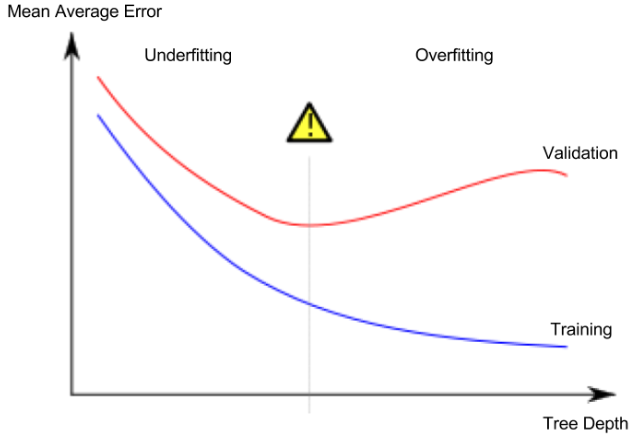 Mean Average Error
Underfitting
Overfitting
!
Validation
Training
Tree Depth